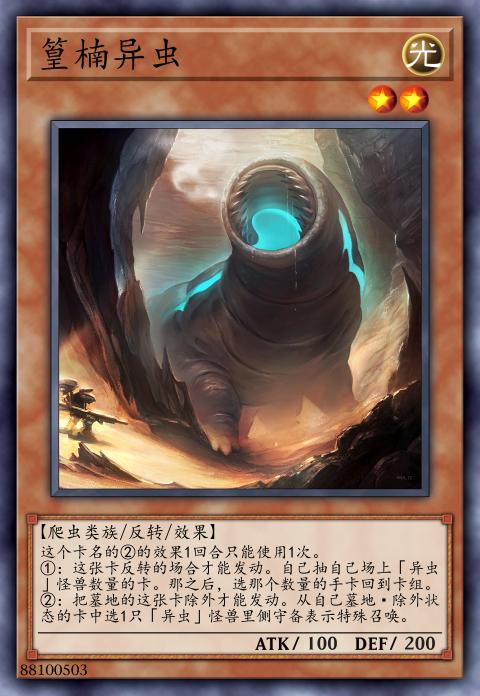 篁楠异虫
光
【爬虫类族/反转/效果】
这个卡名的②的效果1回合只能使用1次。
①:这张卡反转的场合才能发动。自己抽自己场上「异虫
」怪兽数量的卡。那之后,选那个数量的手卡回到卡组。
②:把墓地的这张卡除外才能发动。从自己墓地·除外状
态的卡中选1只「异虫」怪兽里侧守备表示特殊召唤。
ATK/ 100 DEF/ 200
88100503